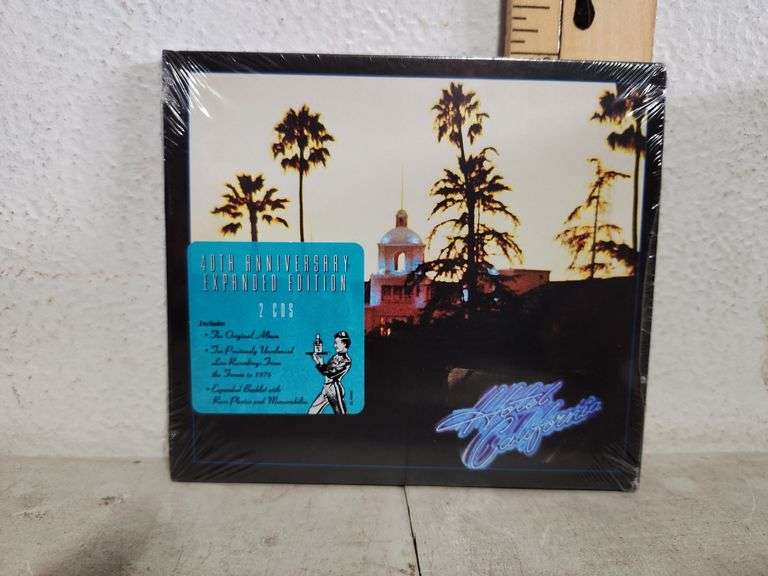 40TH ANNIVERSARY
EXPANDED EDITION
2 CDS
Includes:
• The Original Album
• Ten Previously Unreleased
Live Recordings From
the Forum in 1976
• Expanded Booklet with
Rare Photos and Memorabilia
Hotel
California